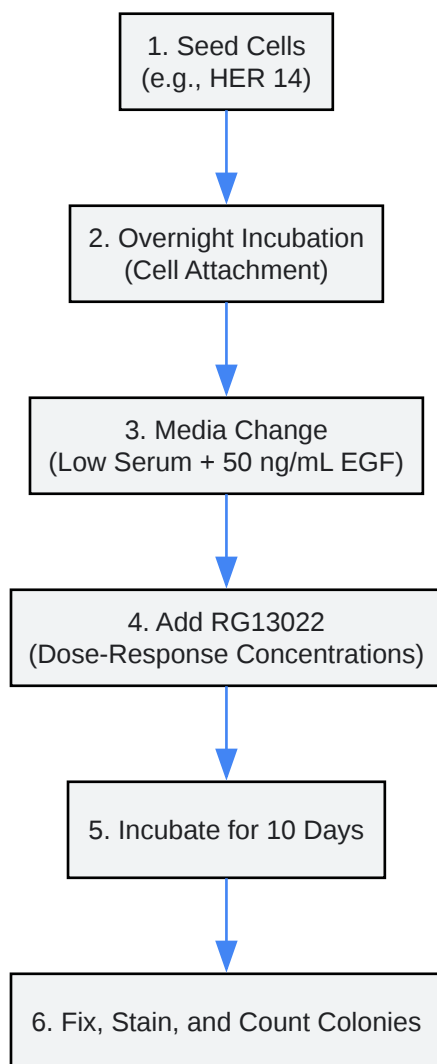 1. Seed Cells
(e.g., HER 14)
2. Overnight Incubation
(Cell Attachment)
3. Media Change
(Low Serum + 50 ng/mL EGF)
4. Add RG13022
(Dose-Response Concentrations)
5. Incubate for 10 Days
6. Fix, Stain, and Count Colonies